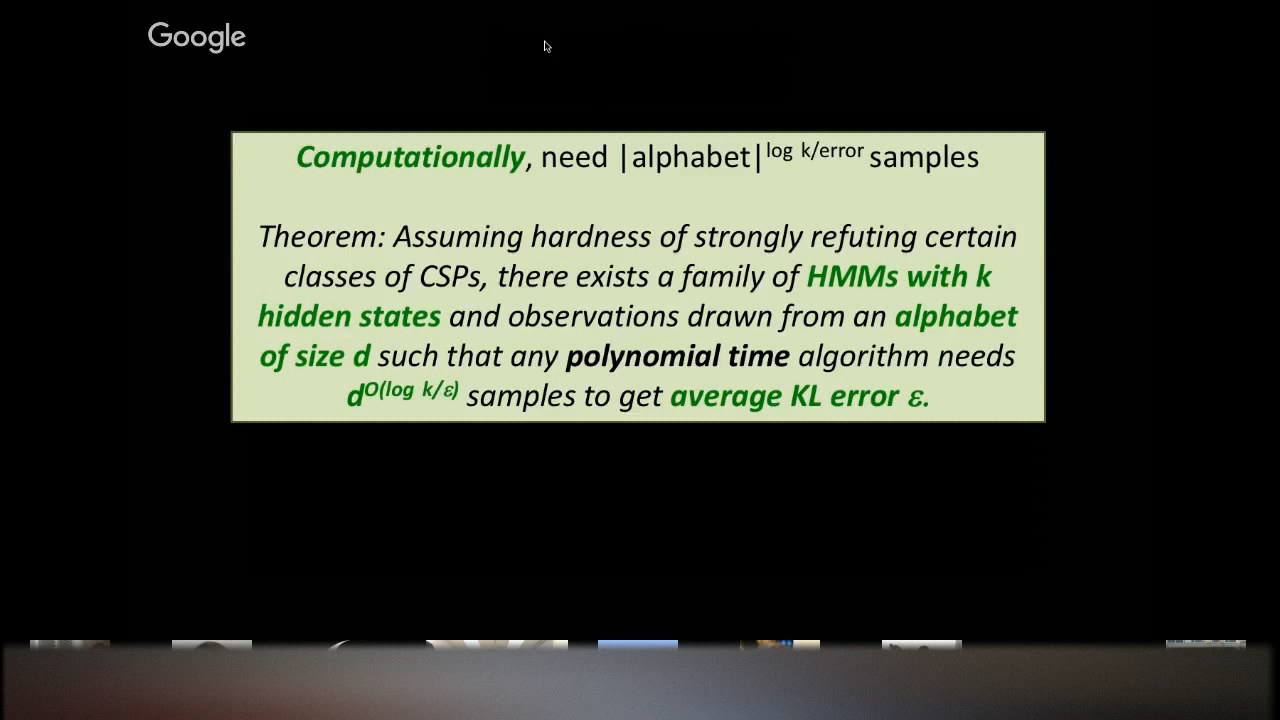 Google
Computationally, need |alphabet|^log k/error samples
Theorem: Assuming hardness of strongly refuting certain
classes of CSPs, there exists a family of HMMs with k
hidden states and observations drawn from an alphabet
of size d such that any polynomial time algorithm needs
d^O(log k/ε) samples to get average KL error ε.